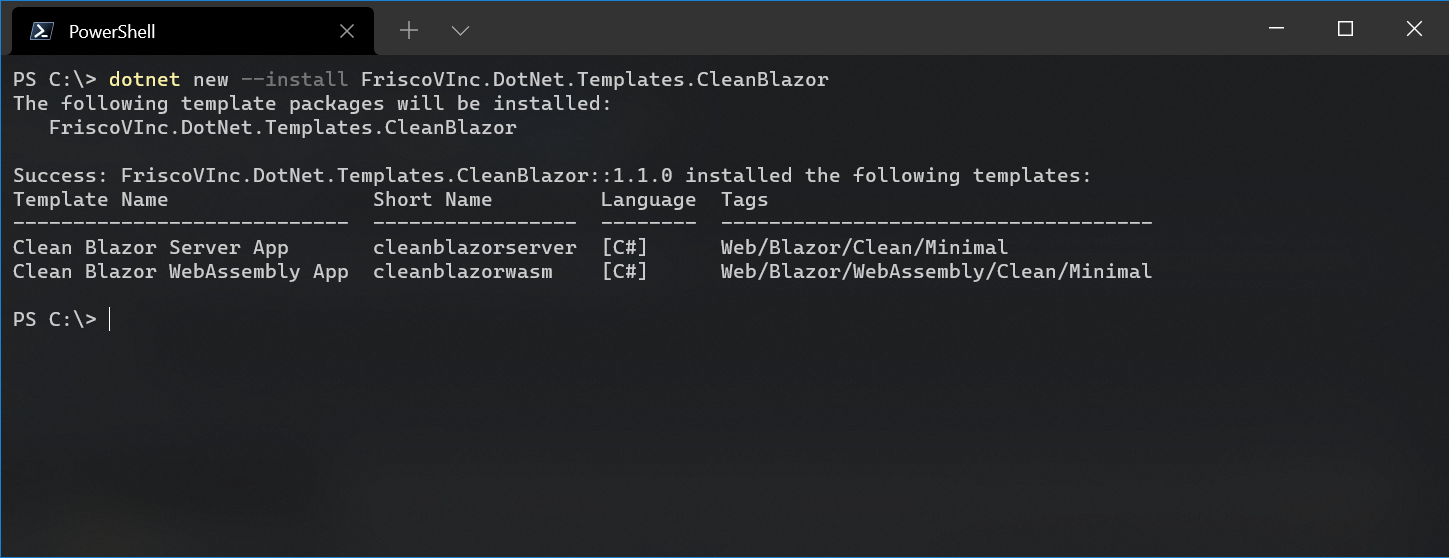 PowerShell
PS C:\> dotnet new --install FriscoVInc.DotNet.Templates.CleanBlazor
The following template packages will be installed:
   FriscoVInc.DotNet.Templates.CleanBlazor
Success: FriscoVInc.DotNet.Templates.CleanBlazor::1.1.0 installed the following templates:
Template Name                 Short Name         Language  Tags
----------------------------  -----------------  --------  ------------------------------------
Clean Blazor Server App       cleanblazorserver  [C#]      Web/Blazor/Clean/Minimal
Clean Blazor WebAssembly App  cleanblazorwasm    [C#]      Web/Blazor/WebAssembly/Clean/Minimal
PS C:\>